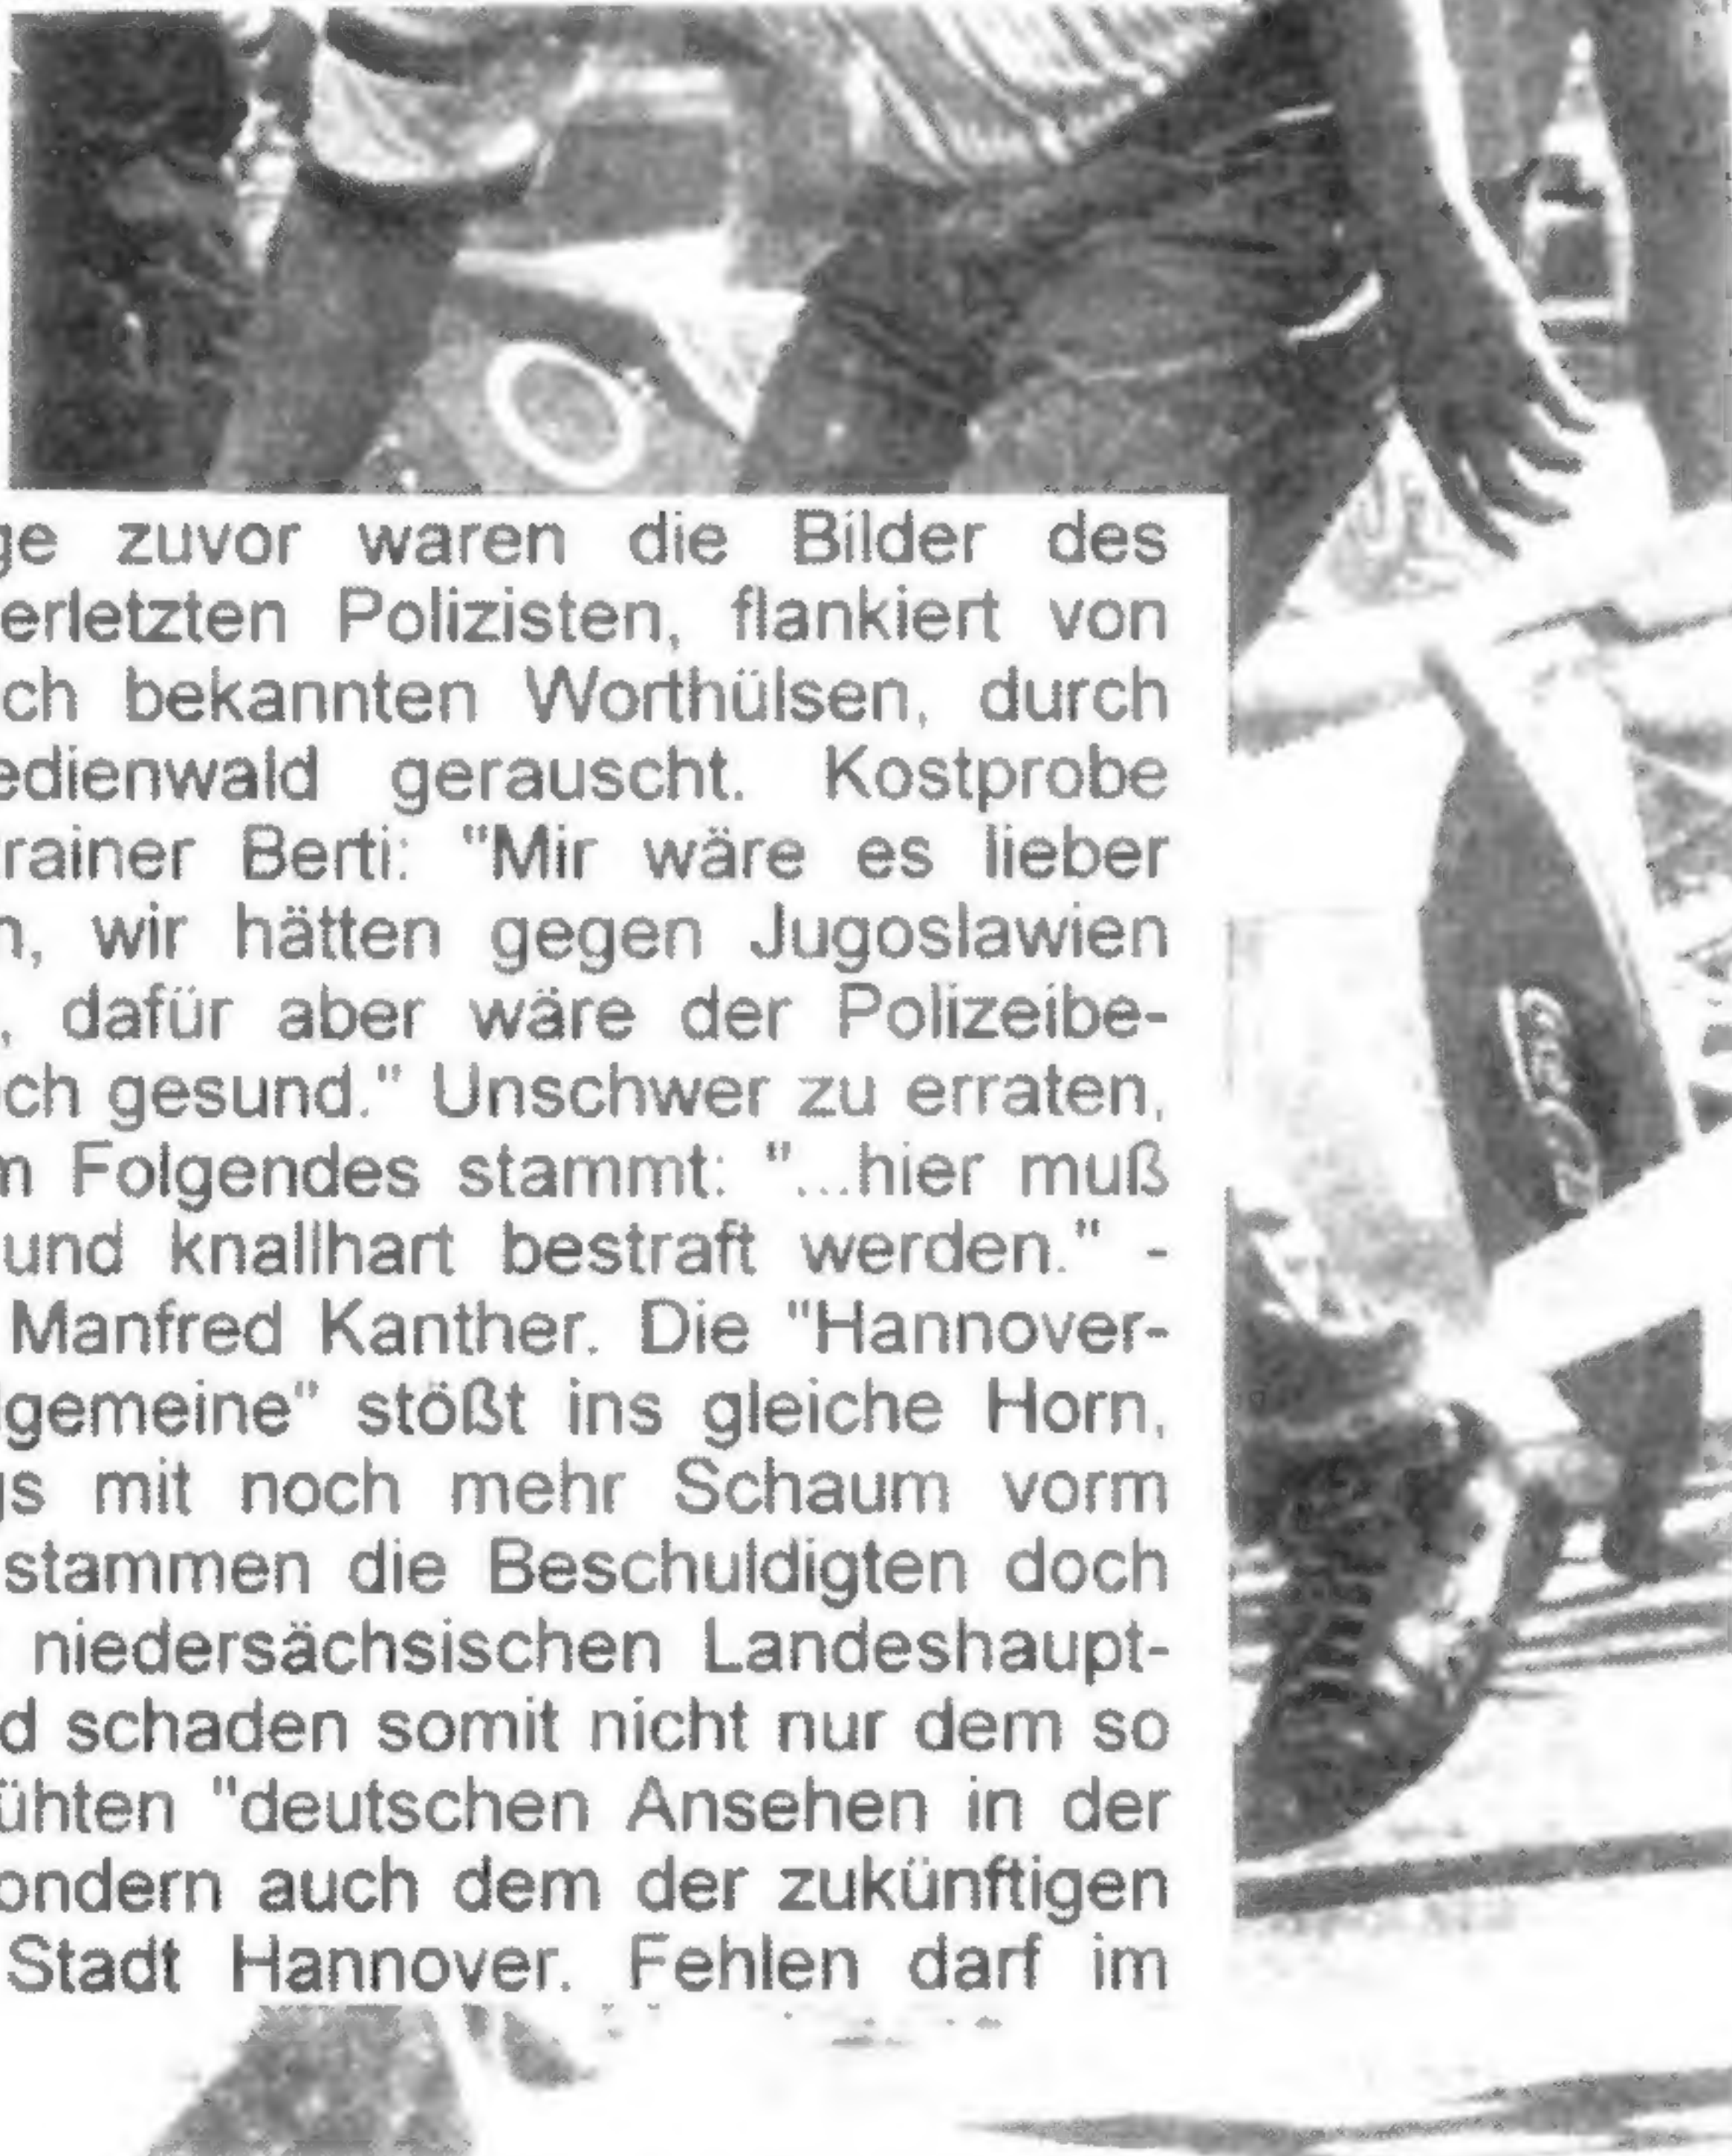 ge zuvor waren die Bilder des
erletzten Polizisten, flankiert von
ch bekannten Worthülsen, durch
edienwald gerauscht. Kostprobe
rainer Berti: "Mir wäre es lieber
n, wir hätten gegen Jugoslawien
, dafür aber wäre der Polizeibe-
ch gesund." Unschwer zu erraten,
m Folgendes stammt: "...hier muß
und knallhart bestraft werden." -
Manfred Kanther. Die "Hannover-
lgemeine" stößt ins gleiche Horn,
gs mit noch mehr Schaum vorm
stammen die Beschuldigten doch
niedersächsischen Landeshaupt-
d schaden somit nicht nur dem so
ühten "deutschen Ansehen in der
ondern auch dem der zukünftigen
Stadt Hannover. Fehlen darf im